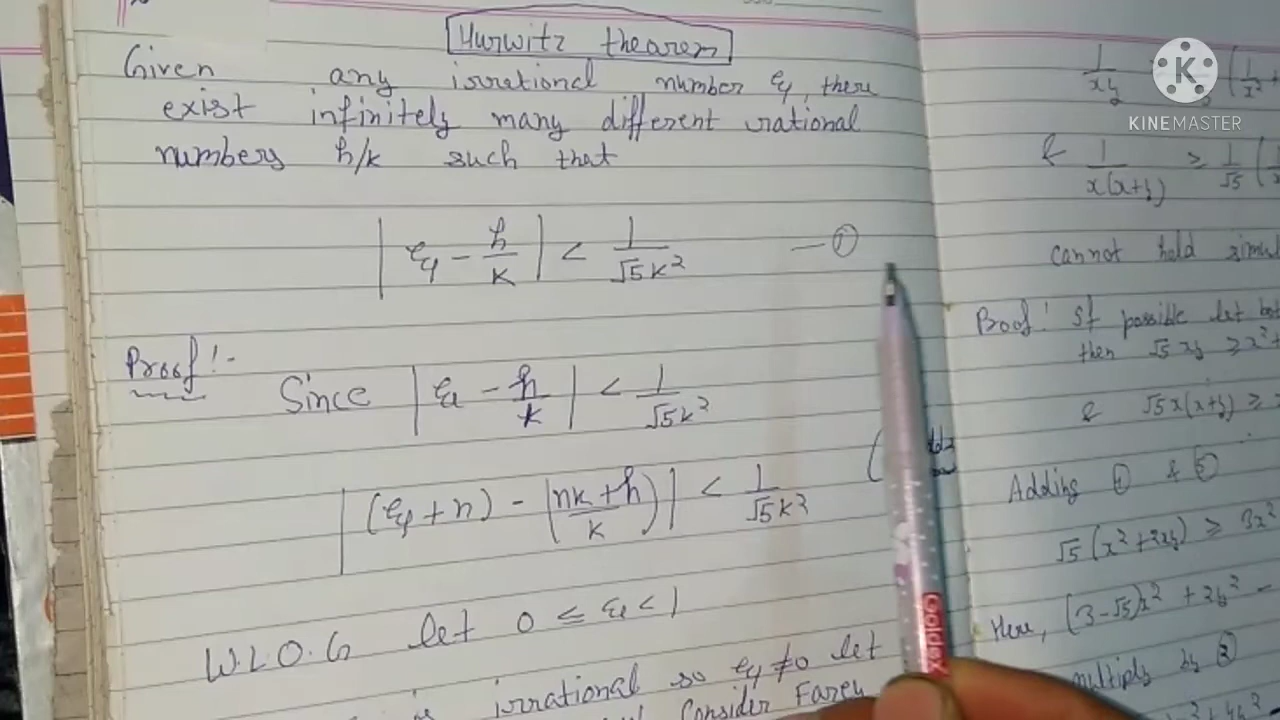 Hurwitz theorem
Given any irrational number ξ, there
exist infinitely many different rational
numbers h/k such that
|ξ - h/k| < 1/√5k² — ①
Proof:-
Since |ξ - h/k| < 1/√5k²
|(ξ + n) - (nk+h/k)| < 1/√5k²
W.L.O.G let 0 ≤ ξ < 1
irrational so ξ ≠ 0 let
Consider Farey
1/xy
& 1/x(x+y) ≥ 1/√5
cannot hold
Proof! If possible let
then √5 xy ≥ x²
& √5 x(x+y) ≥
Adding
√5(x²+2xy) ≥ 3x²
Here, (3-√5)x² + 2y² -
multiply by ②
K
KINEMASTER
Goldex